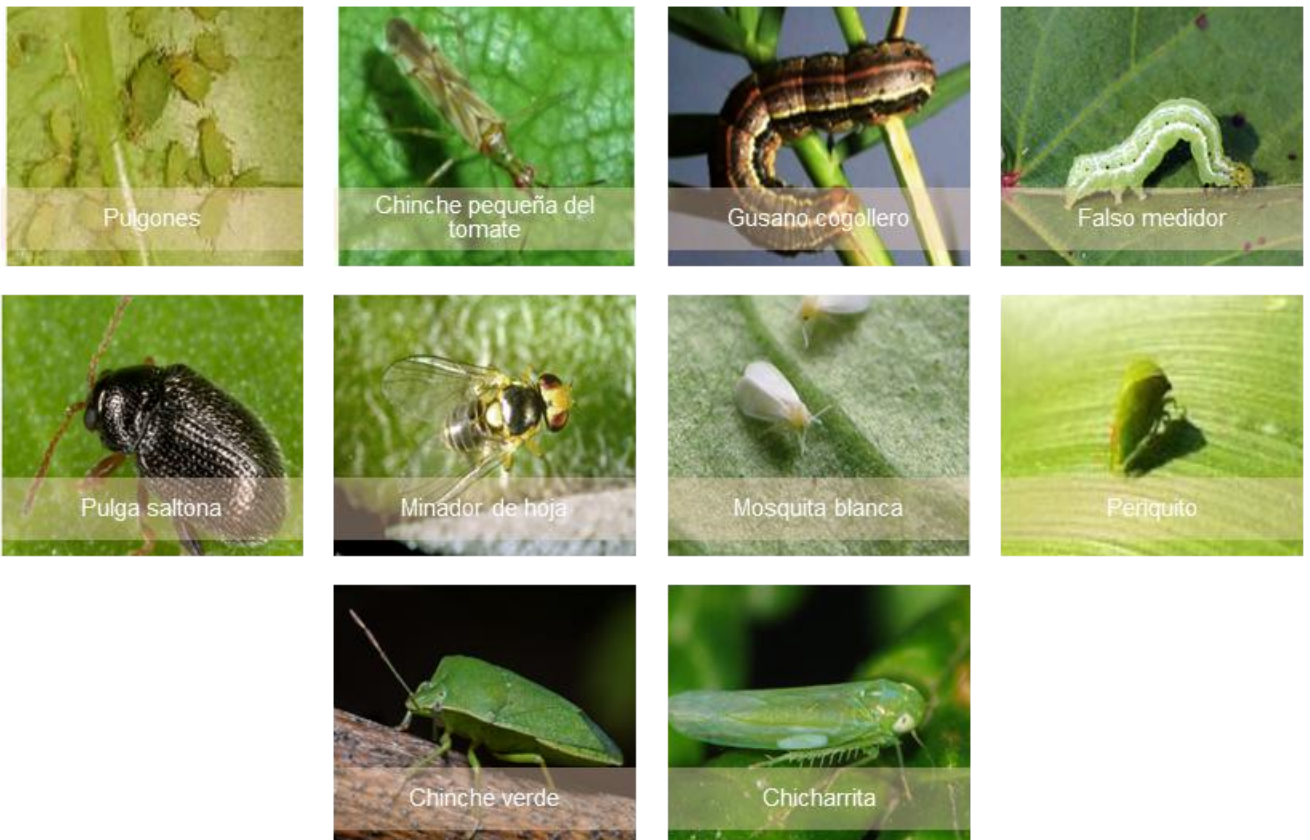 Pulgones
Chinche pequeña del
tomate
Gusano cogollero
Falso medidor
Pulga saltona
Minador de hoja
Mosquita blanca
Periquito
Chinche verde
Chicharrita